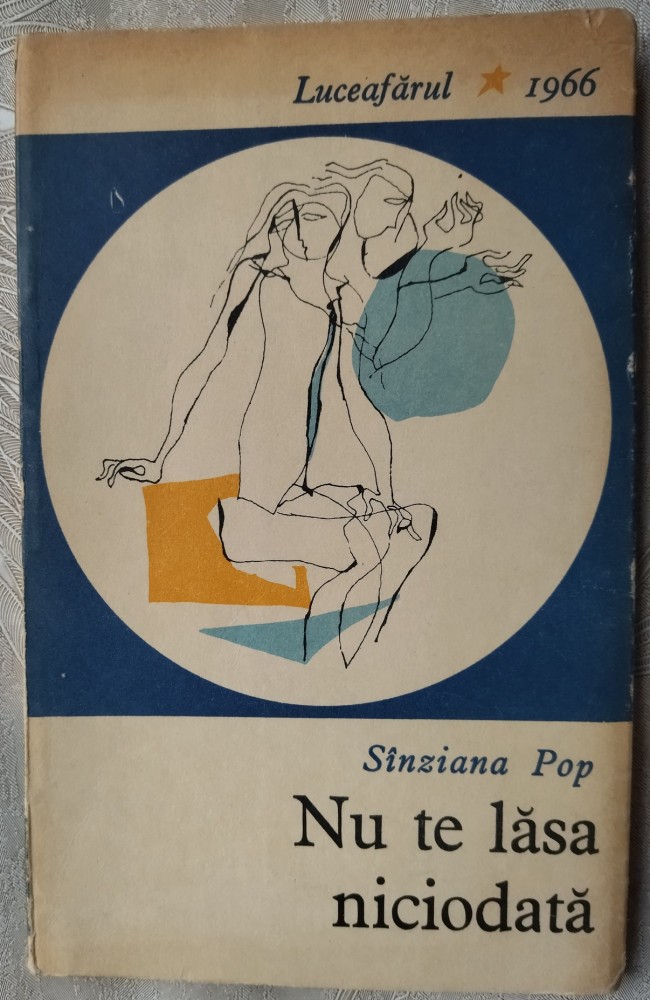 Luceafărul ★ 1966
Sînziana Pop
Nu te lăsa
niciodată